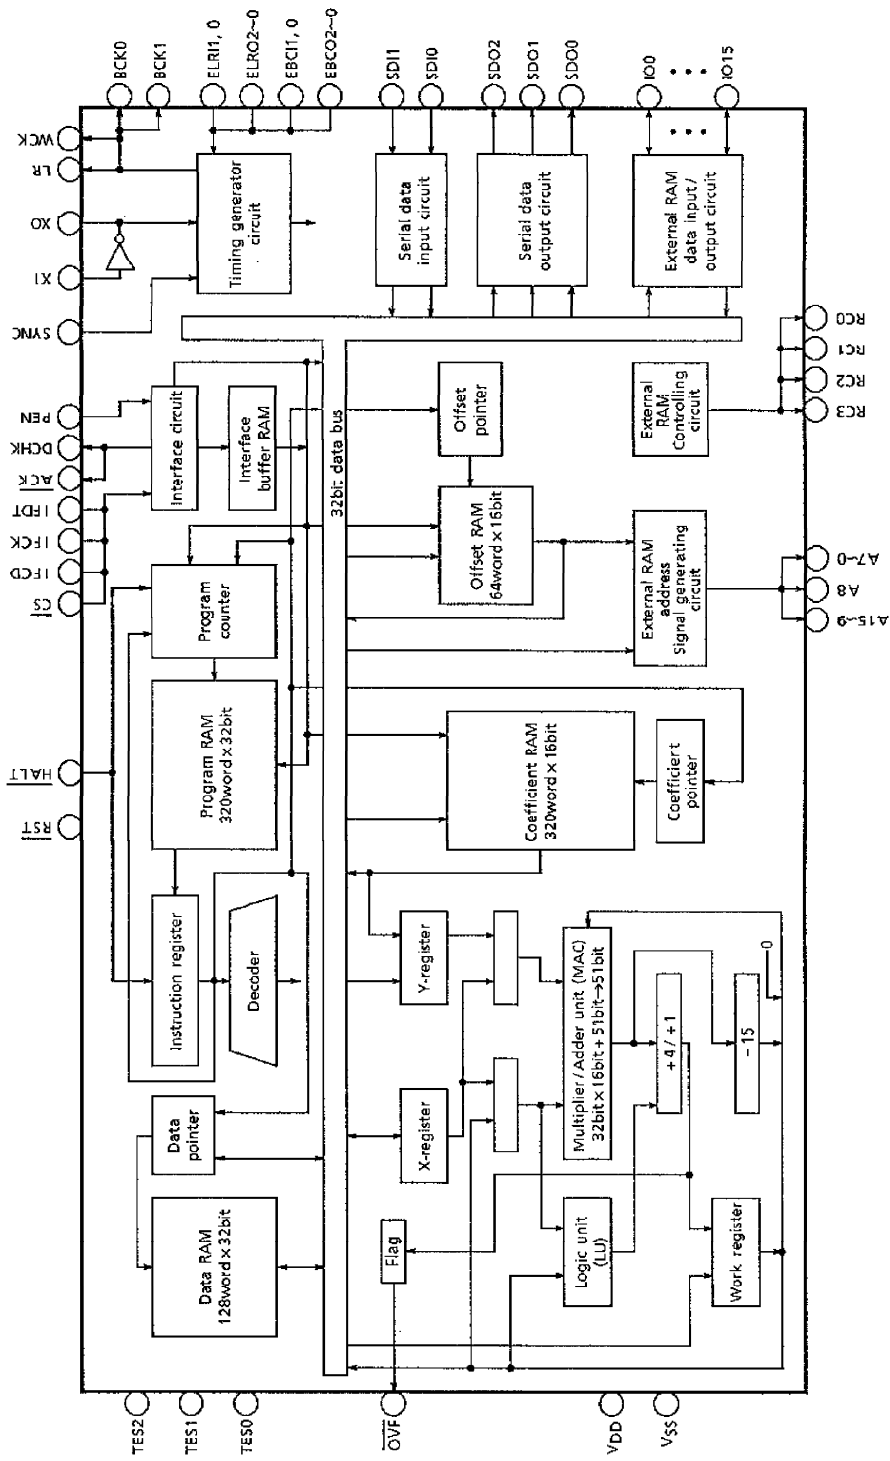 BCK0
BCK1
ELRI1, 0
ELRO2~0
EBCI1, 0
EBCO2~0
SDI1
SDI0
SDO2
SDO1
SDO0
IO0
• • •
IO15
• • •
WCK
LR
XO
X1
SYNC
PEN
DCHK
ACK
IFDT
IFCK
IFCD
CS
HALT
RST
Timing generator
circuit
Serial data
input circuit
Serial data
output circuit
External RAM
data input /
output circuit
Interface circuit
Interface
buffer RAM
32bit data bus
Offset
pointer
External
RAM
Controlling
circuit
RC0
RC1
RC2
RC3
Program
counter
Offset RAM
64word×16bit
External RAM
address
Signal generating
circuit
A7~0
A8
A15~9
Program RAM
320word×32bit
Coefficient RAM
320word×16bit
Coefficiert
pointer
Instruction register
Decoder
Y-register
Multiplier / Adder unit (MAC)
32bit×16bit+51bit→51bit
+4 / +1
−15
0
Data
pointer
X-register
Data RAM
128word×32bit
Flag
Logic unit
(LU)
Work register
TES2
TES1
TES0
OVF
VDD
VSS